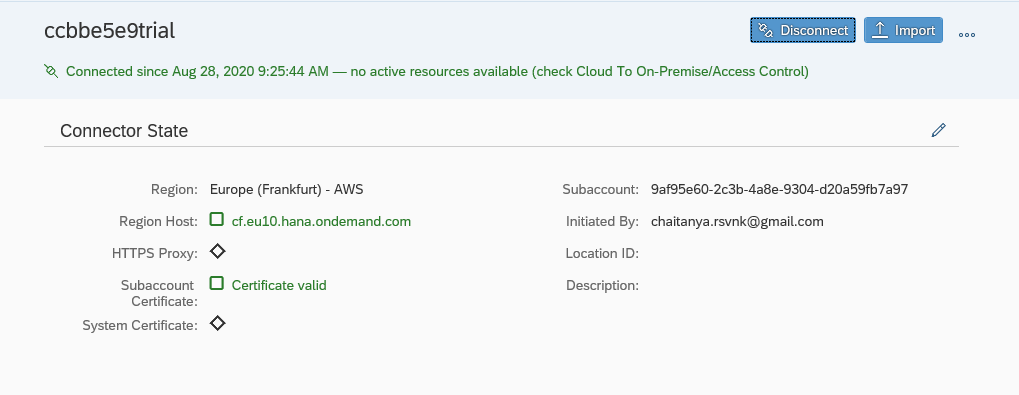 ccbbe5e9trial
Disconnect
Import
Connected since Aug 28, 2020 9:25:44 AM — no active resources available (check Cloud To On-Premise/Access Control)
Connector State
Region: Europe (Frankfurt) - AWS
Subaccount: 9af95e60-2c3b-4a8e-9304-d20a59fb7a97
Region Host: cf.eu10.hana.ondemand.com
Initiated By: chaitanya.rsvnk@gmail.com
HTTPS Proxy:
Location ID:
Subaccount
Certificate: Certificate valid
Description:
System Certificate: